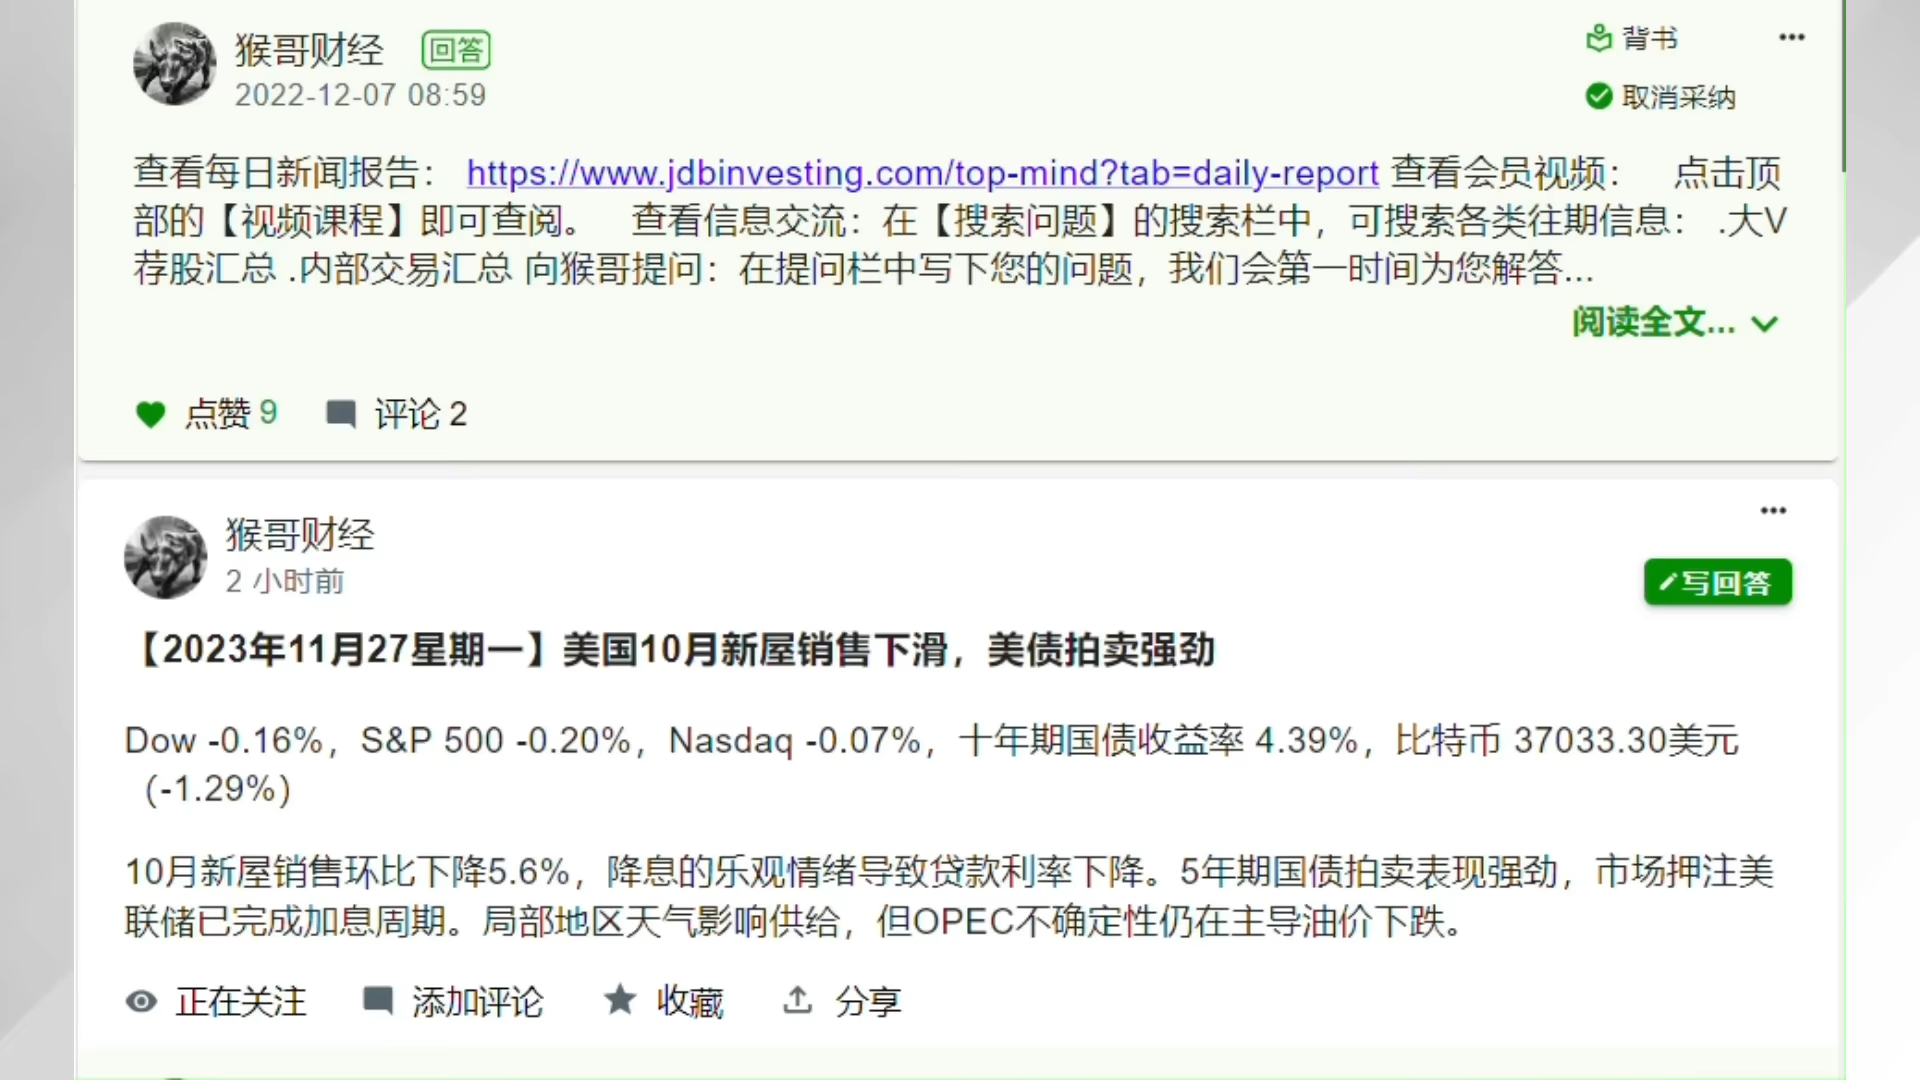 猴哥财经 回答
背书
2022-12-07 08:59
取消采纳
查看每日新闻报告： https://www.jdbinvesting.com/top-mind?tab=daily-report 查看会员视频： 点击顶
部的【视频课程】即可查阅。 查看信息交流：在【搜索问题】的搜索栏中，可搜索各类往期信息： .大V
荐股汇总 .内部交易汇总 向猴哥提问：在提问栏中写下您的问题，我们会第一时间为您解答...
阅读全文...
点赞 9 评论 2
猴哥财经
2 小时前
写回答
【2023年11月27星期一】美国10月新屋销售下滑，美债拍卖强劲
Dow -0.16%，S&P 500 -0.20%，Nasdaq -0.07%，十年期国债收益率 4.39%，比特币 37033.30美元
（-1.29%）
10月新屋销售环比下降5.6%，降息的乐观情绪导致贷款利率下降。5年期国债拍卖表现强劲，市场押注美
联储已完成加息周期。局部地区天气影响供给，但OPEC不确定性仍在主导油价下跌。
正在关注 添加评论 收藏 分享